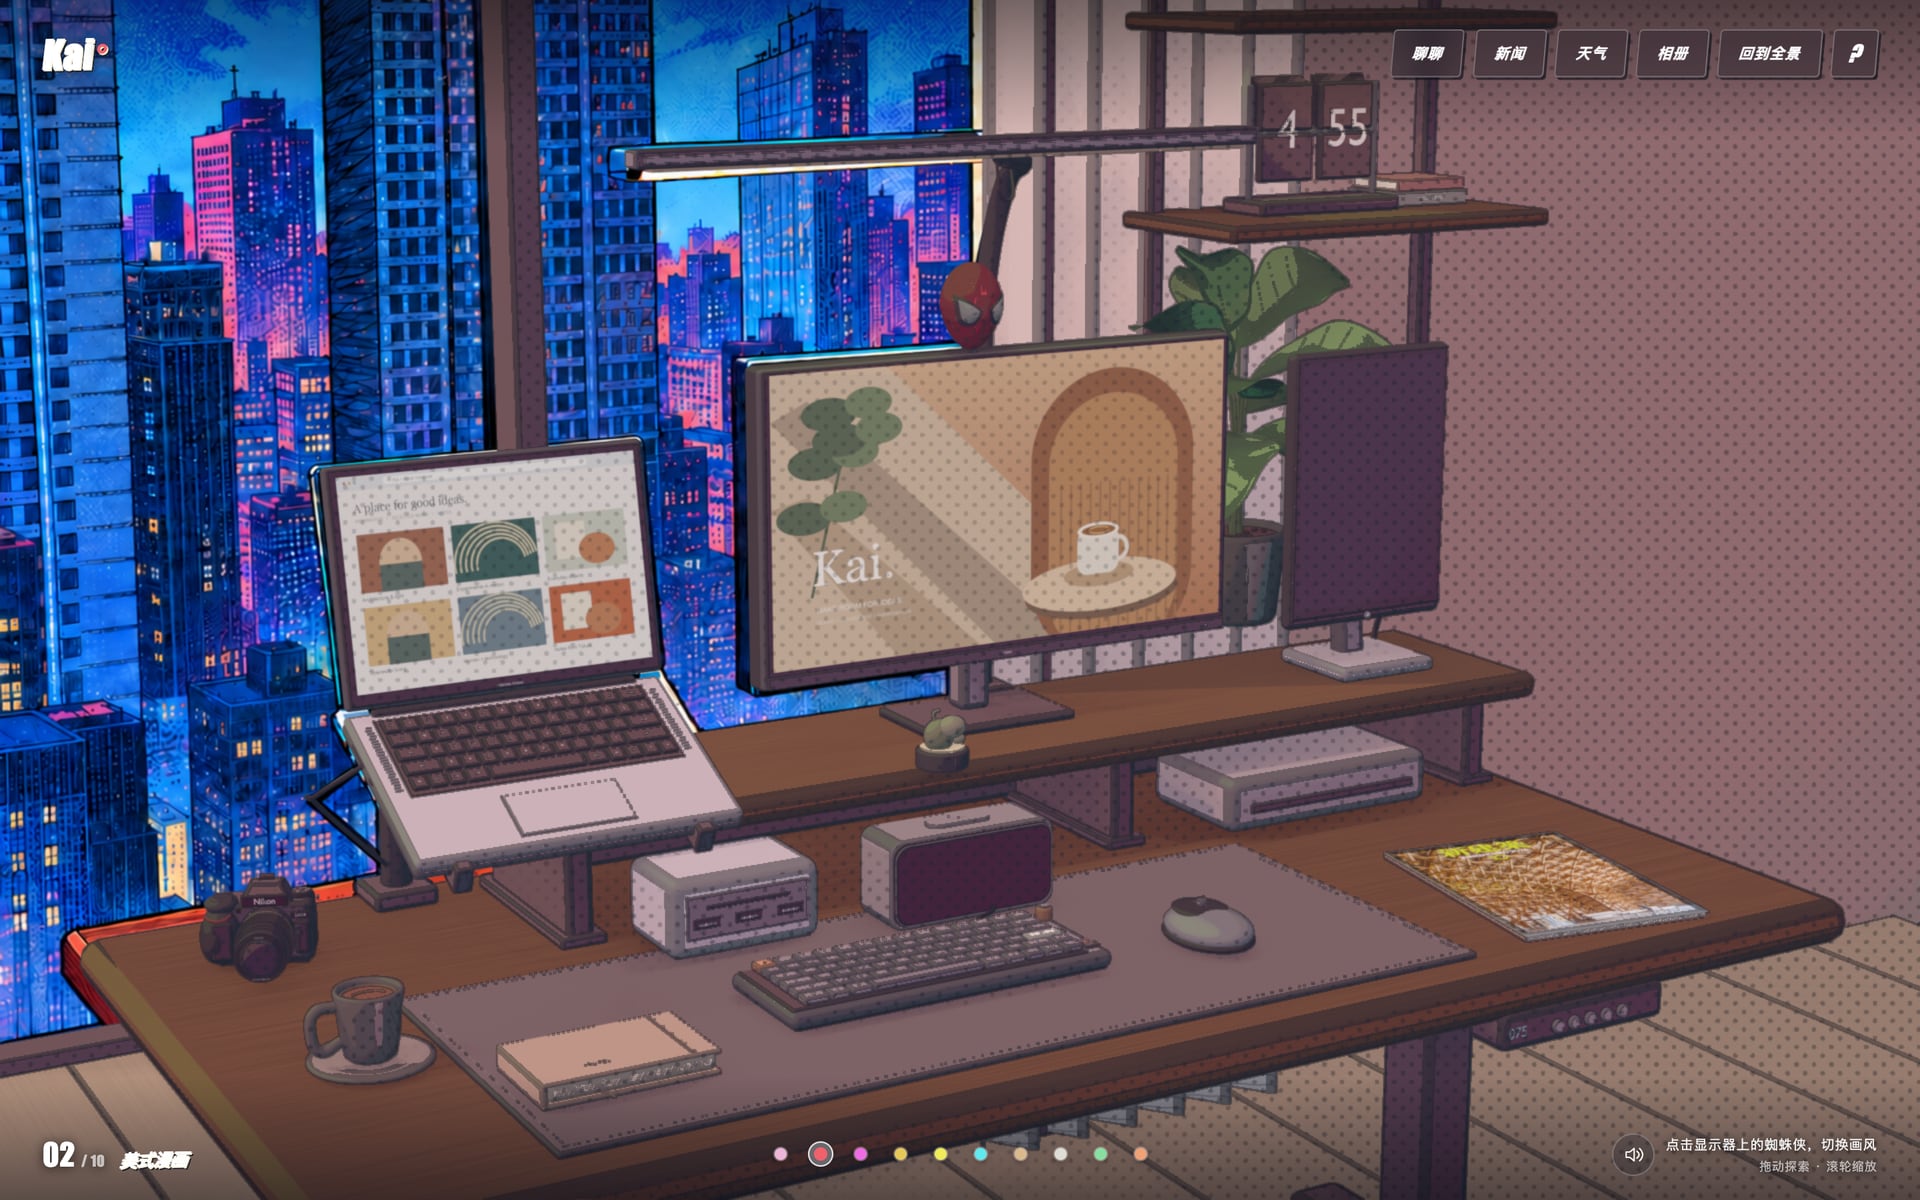 Kai
聊聊
新闻
天气
相册
回到全景
?
4 55
A place for good ideas.
Kai.
Nikon
075
02 / 10 美式漫画
点击显示器上的蜘蛛侠，切换画风
拖动探索 · 滚轮缩放